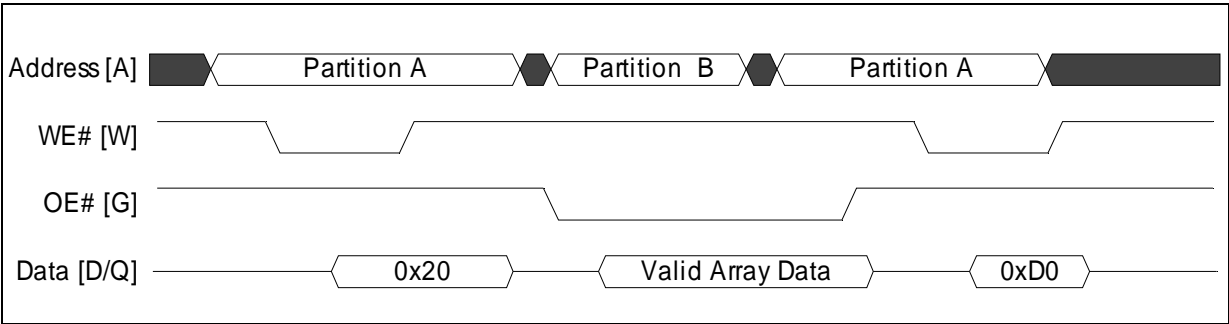 Address [A] Partition A Partition B Partition A
WE# [W]
OE# [G]
Data [D/Q] 0x20 Valid Array Data 0xD0